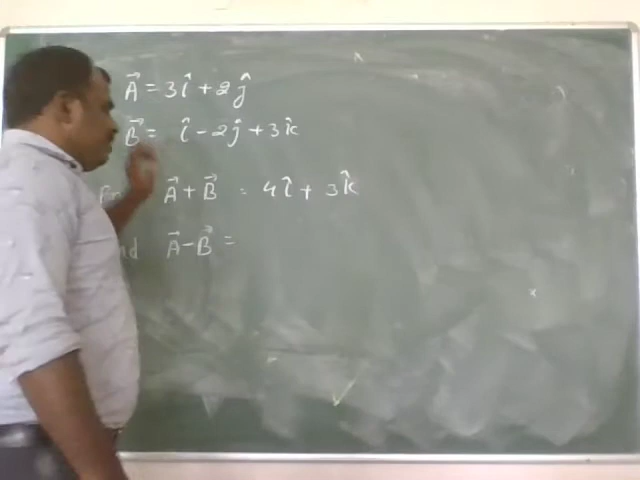 A⃗ = 3î + 2ĵ
B⃗ = î - 2ĵ + 3k̂
A⃗ + B⃗ = 4î + 3k̂
A⃗ - B⃗ =